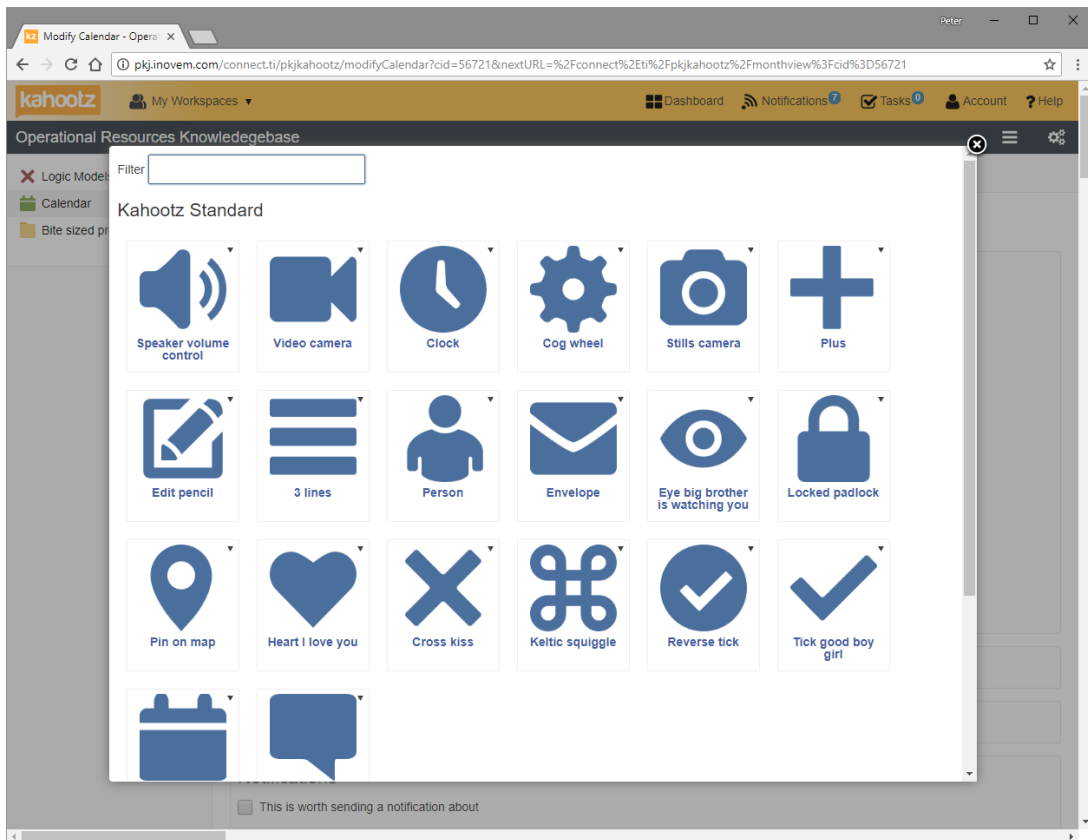 Peter
kz Modify Calendar - Opera
pkj.inovem.com/connect.ti/pkjkahootz/modifyCalendar?cid=56721&nextURL=%2Fconnect%2Eti%2Fpkjkahootz%2Fmonthview%3Fcid%3D56721
kahootz My Workspaces Dashboard Notifications 7 Tasks 0 Account ? Help
Operational Resources Knowledegebase
Logic Models
Calendar
Bite sized pr
Filter
Kahootz Standard
Speaker volume control
Video camera
Clock
Cog wheel
Stills camera
Plus
Edit pencil
3 lines
Person
Envelope
Eye big brother is watching you
Locked padlock
Pin on map
Heart I love you
Cross kiss
Keltic squiggle
Reverse tick
Tick good boy girl
This is worth sending a notification about